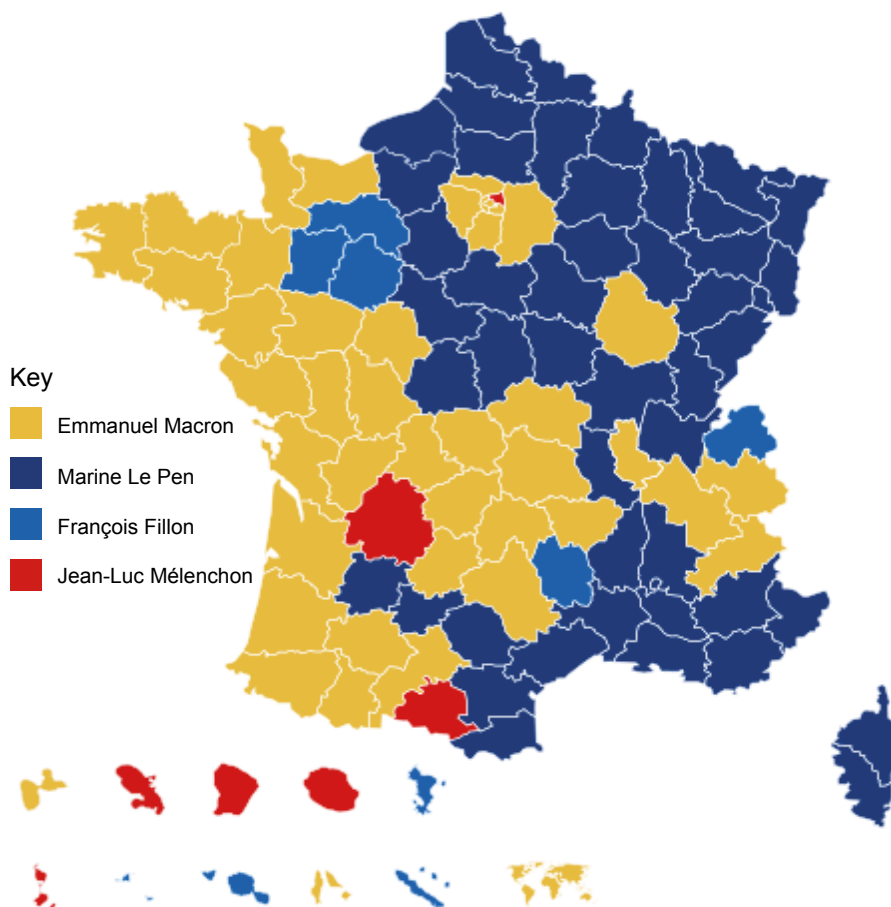 Key
Emmanuel Macron
Marine Le Pen
François Fillon
Jean-Luc Mélenchon